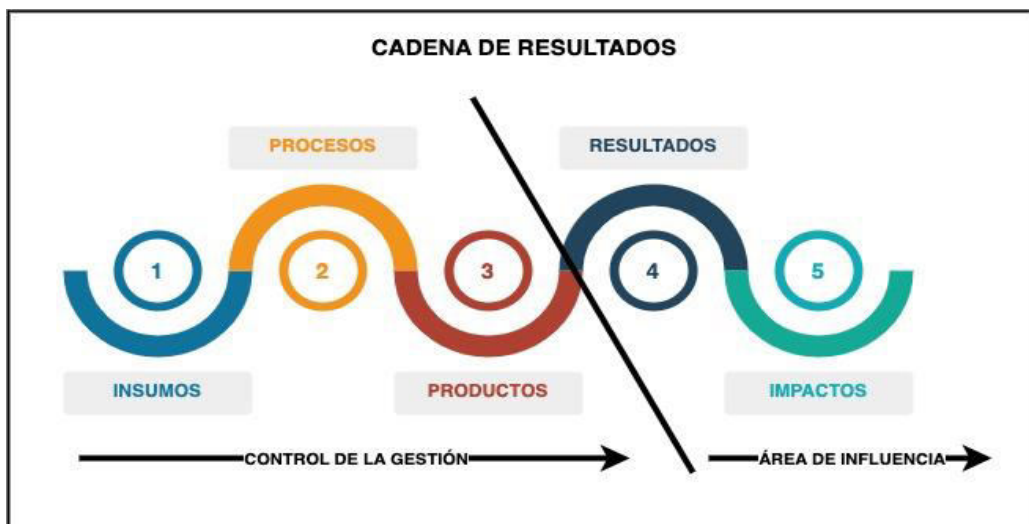 CADENA DE RESULTADOS
PROCESOS
RESULTADOS
1
2
3
4
5
INSUMOS
PRODUCTOS
IMPACTOS
CONTROL DE LA GESTIÓN
ÁREA DE INFLUENCIA